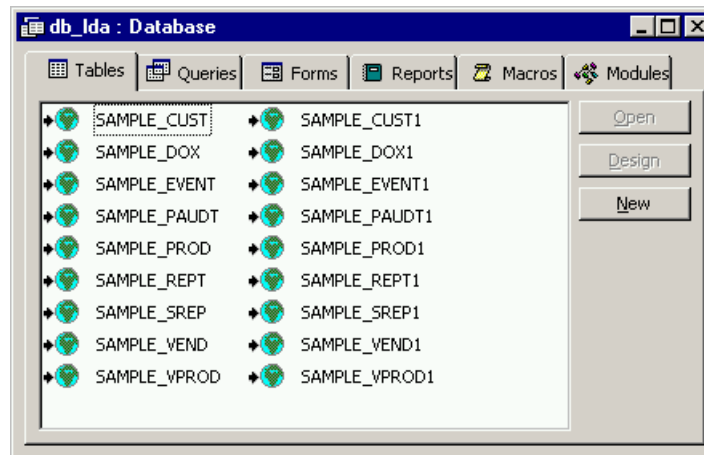 db_lda : Database
Tables Queries Forms Reports Macros Modules
SAMPLE_CUST SAMPLE_CUST1 Open
SAMPLE_DOX SAMPLE_DOX1 Design
SAMPLE_EVENT SAMPLE_EVENT1
SAMPLE_PAUDT SAMPLE_PAUDT1 New
SAMPLE_PROD SAMPLE_PROD1
SAMPLE_REPT SAMPLE_REPT1
SAMPLE_SREP SAMPLE_SREP1
SAMPLE_VEND SAMPLE_VEND1
SAMPLE_VPROD SAMPLE_VPROD1